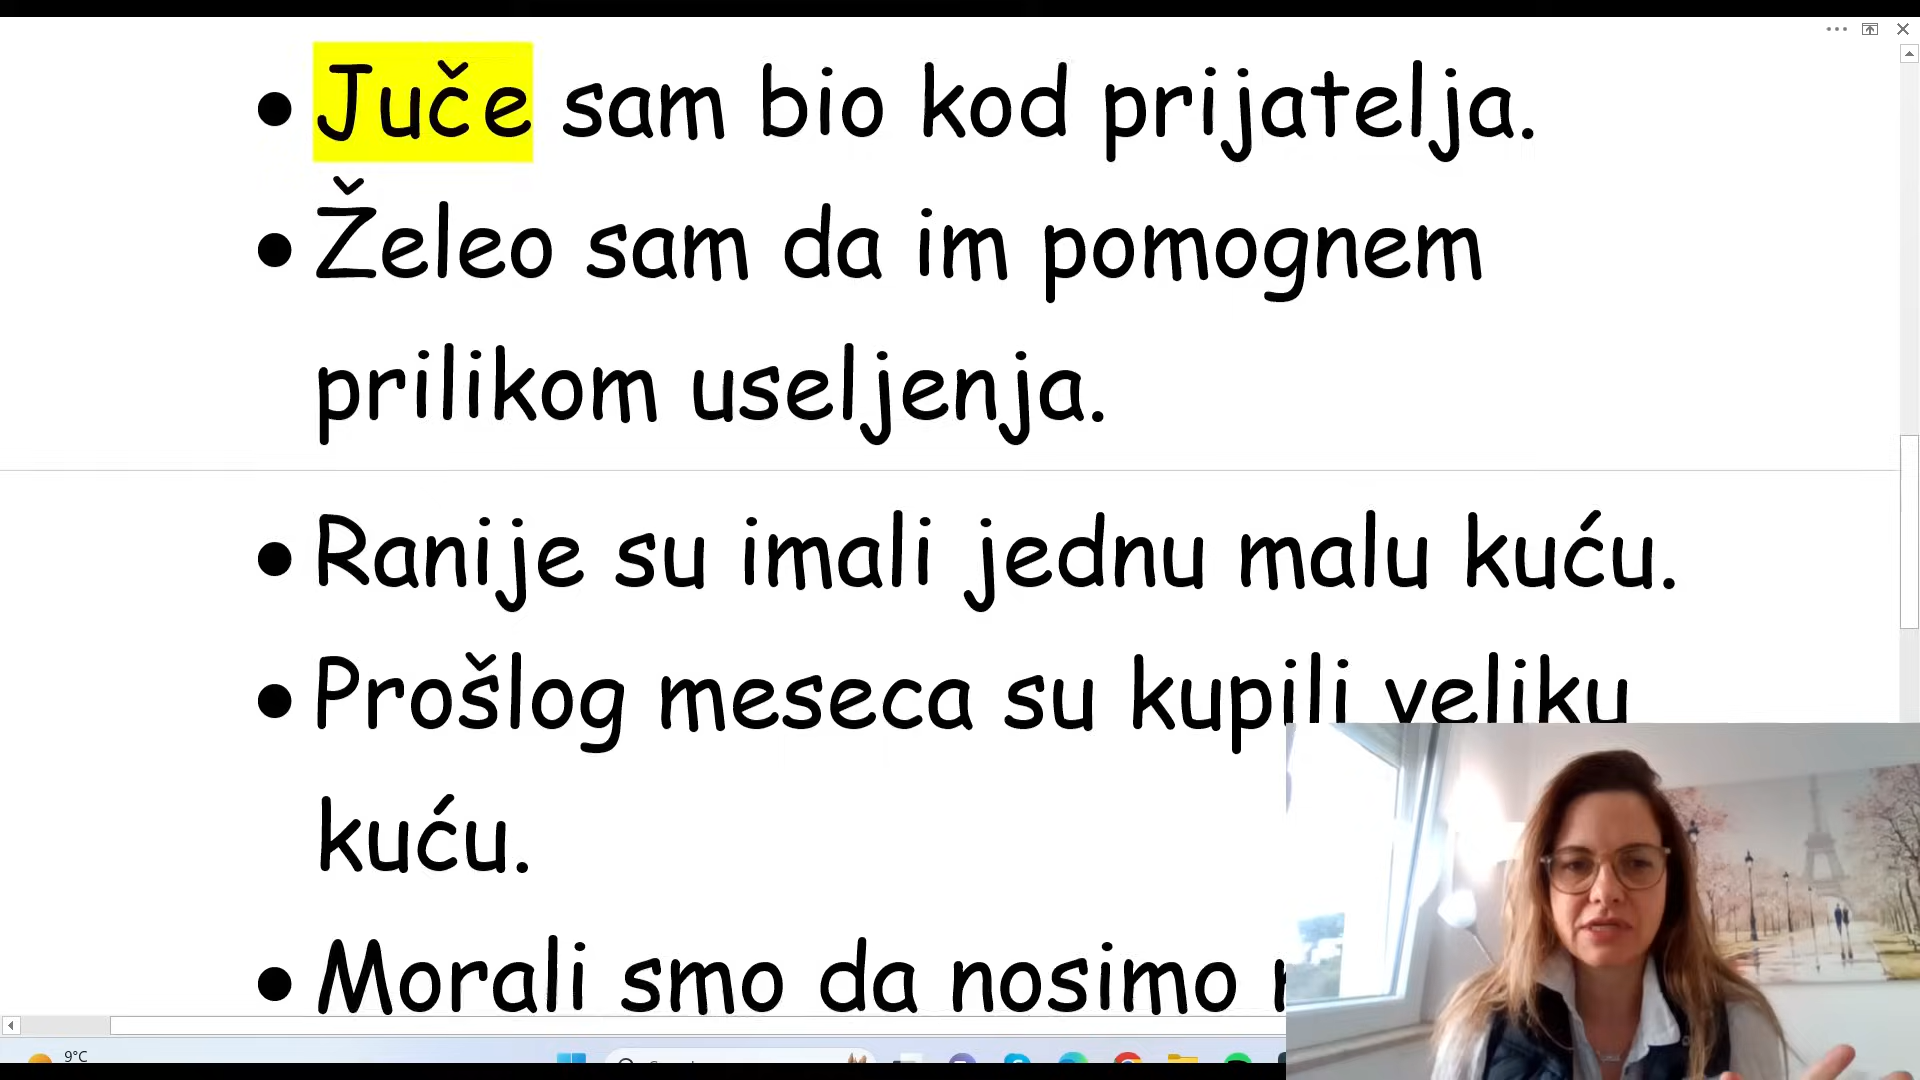 • Juče sam bio kod prijatelja.
• Želeo sam da im pomognem
prilikom useljenja.
• Ranije su imali jednu malu kuću.
• Prošlog meseca su kupili veliku
kuću.
• Morali smo da nosimo
9°C